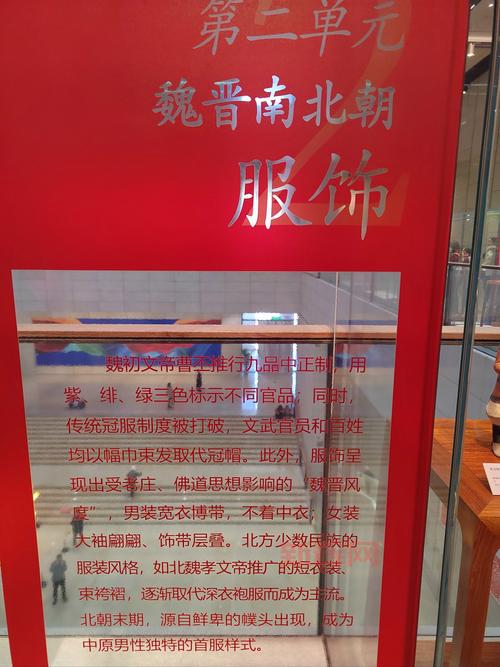 第二单元
魏晋南北朝
服饰
魏初文帝曹丕推行九品中正制，用
紫、绯、绿三色标示不同官品；同时，
传统冠服制度被打破，文武官员和百姓
均以幅巾束发取代冠帽。此外，服饰呈
现出受老庄、佛道思想影响的“魏晋风
度”，男装宽衣博带，不着中衣；女装
大袖翩翩、饰带层叠。北方少数民族的
服装风格，如北魏孝文帝推广的短衣装、
束袴褶，逐渐取代深衣袍服而成为主流。
北朝末期，源自鲜卑的幞头出现，成为
中原男性独特的首服样式。